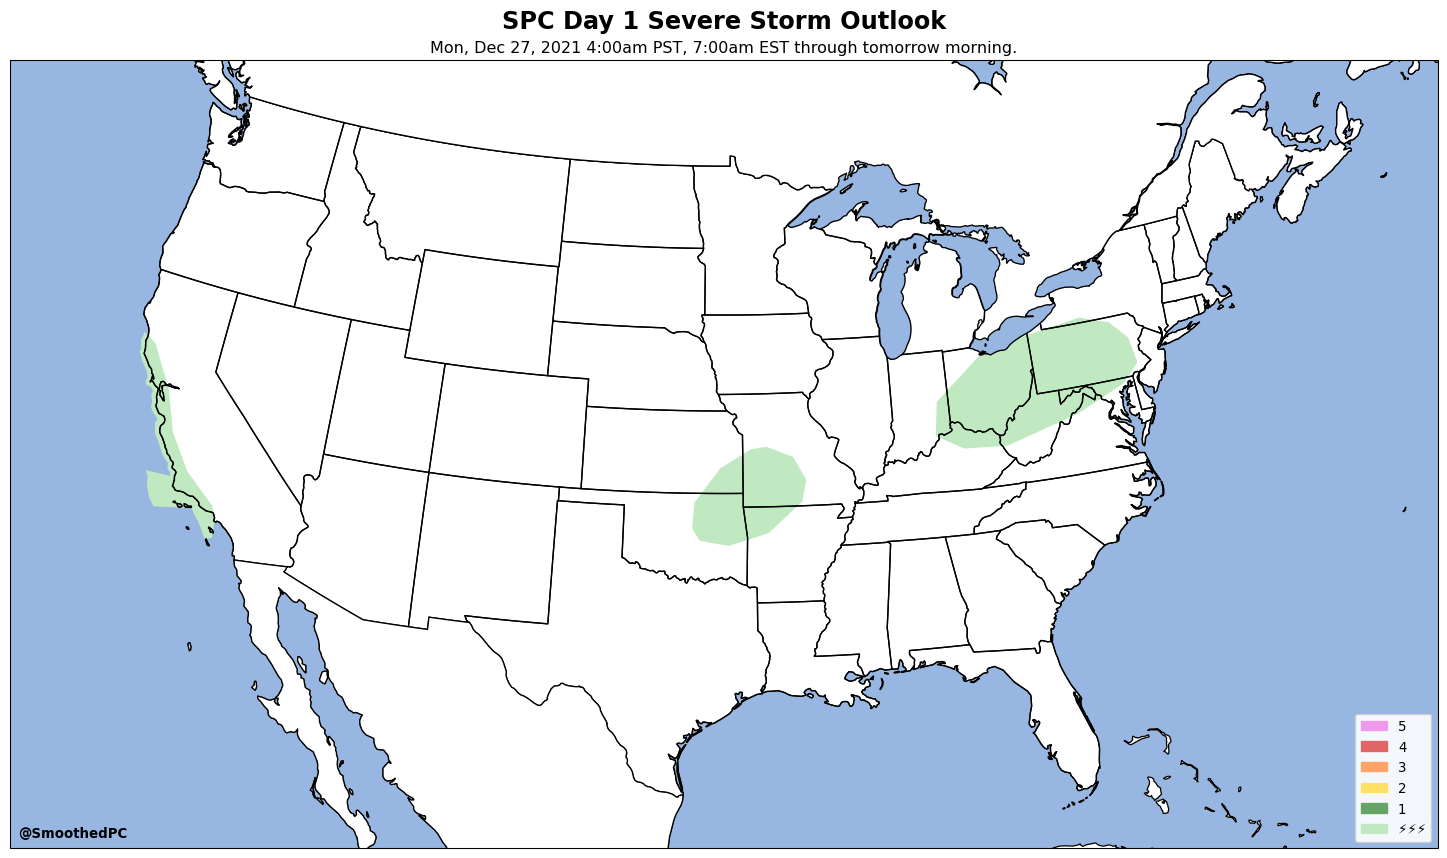 SPC Day 1 Severe Storm Outlook
Mon, Dec 27, 2021 4:00am PST, 7:00am EST through tomorrow morning.
5
4
3
2
1
⚡⚡⚡
@SmoothedPC